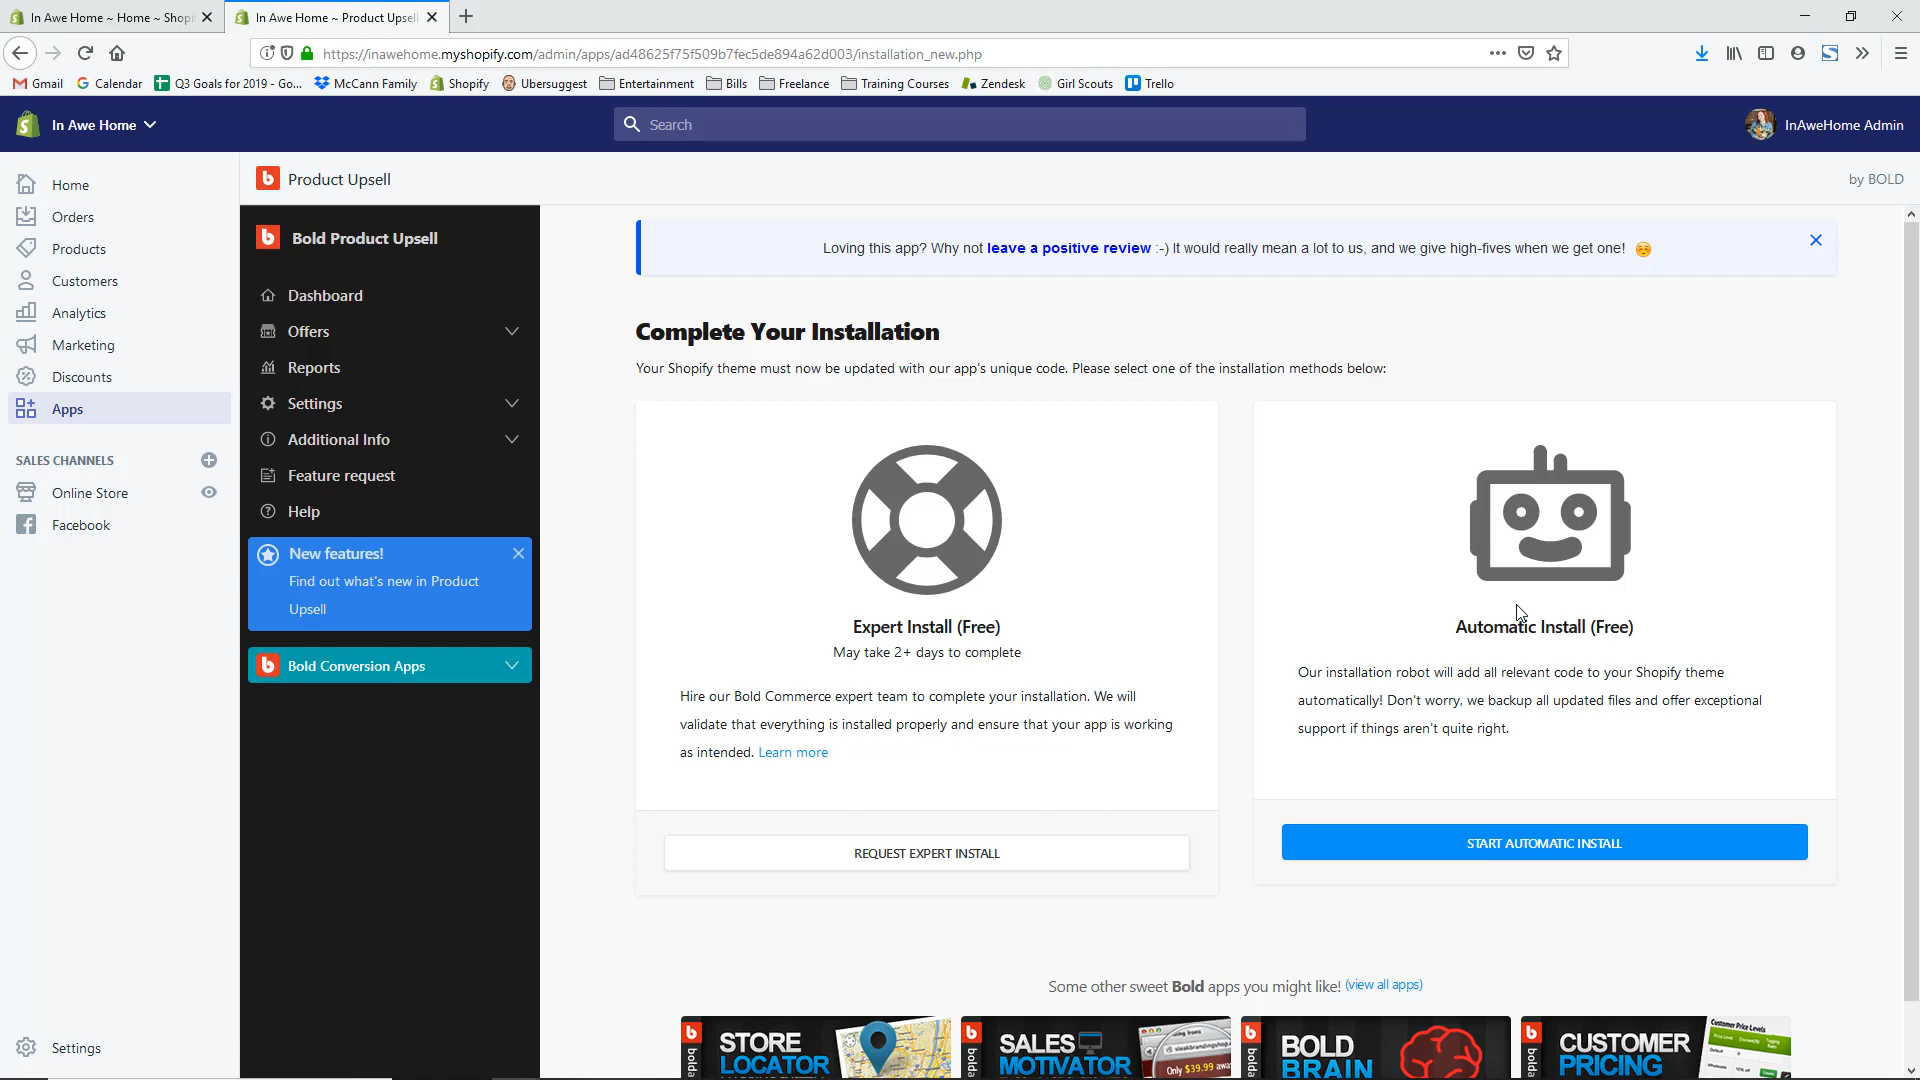 In Awe Home ~ Home ~ Shopi
In Awe Home ~ Product Upsell
https://inawehome.myshopify.com/admin/apps/ad48625f75f509b7fec5de894a62d003/installation_new.php
Gmail
Calendar
Q3 Goals for 2019 - Go...
McCann Family
Shopify
Ubersuggest
Entertainment
Bills
Freelance
Training Courses
Zendesk
Girl Scouts
Trello
In Awe Home
Search
InAweHome Admin
Home
Orders
Products
Customers
Analytics
Marketing
Discounts
Apps
SALES CHANNELS
Online Store
Facebook
Settings
Product Upsell
by BOLD
Bold Product Upsell
Dashboard
Offers
Reports
Settings
Additional Info
Feature request
Help
New features!
Find out what's new in Product
Upsell
Bold Conversion Apps
Loving this app? Why not leave a positive review :-) It would really mean a lot to us, and we give high-fives when we get one!
Complete Your Installation
Your Shopify theme must now be updated with our app's unique code. Please select one of the installation methods below:
Expert Install (Free)
May take 2+ days to complete
Hire our Bold Commerce expert team to complete your installation. We will
validate that everything is installed properly and ensure that your app is working
as intended. Learn more
REQUEST EXPERT INSTALL
Automatic Install (Free)
Our installation robot will add all relevant code to your Shopify theme
automatically! Don't worry, we backup all updated files and offer exceptional
support if things aren't quite right.
START AUTOMATIC INSTALL
Some other sweet Bold apps you might like! (view all apps)
STORE
LOCATOR
SALES
MOTIVATOR
Only $39.99 awa
BOLD
BRAIN
CUSTOMER
PRICING
Customer Price Levels